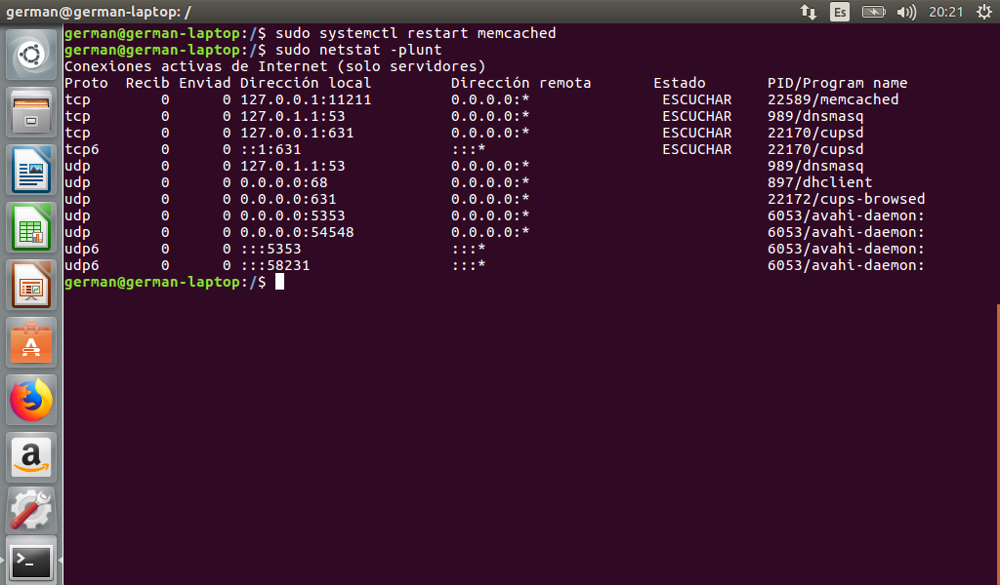 german@german-laptop: /
Es
20:21
german@german-laptop:/$ sudo systemctl restart memcached
german@german-laptop:/$ sudo netstat -plunt
Conexiones activas de Internet (solo servidores)
Proto  Recib Enviad Dirección local         Dirección remota       Estado       PID/Program name
tcp        0      0 127.0.0.1:11211         0.0.0.0:*               ESCUCHAR    22589/memcached
tcp        0      0 127.0.1.1:53            0.0.0.0:*               ESCUCHAR    989/dnsmasq
tcp        0      0 127.0.0.1:631           0.0.0.0:*               ESCUCHAR    22170/cupsd
tcp6       0      0 ::1:631                 :::*                    ESCUCHAR    22170/cupsd
udp        0      0 127.0.1.1:53            0.0.0.0:*                           989/dnsmasq
udp        0      0 0.0.0.0:68              0.0.0.0:*                           897/dhclient
udp        0      0 0.0.0.0:631             0.0.0.0:*                           22172/cups-browsed
udp        0      0 0.0.0.0:5353            0.0.0.0:*                           6053/avahi-daemon:
udp        0      0 0.0.0.0:54548           0.0.0.0:*                           6053/avahi-daemon:
udp6       0      0 :::5353                 :::*                                6053/avahi-daemon:
udp6       0      0 :::58231                :::*                                6053/avahi-daemon:
german@german-laptop:/$